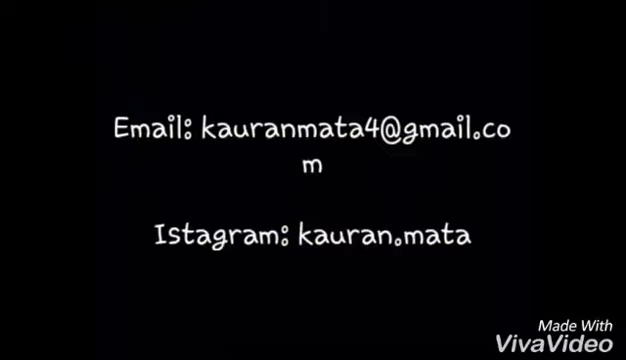 Email: kauranmata4@gmail.co
m
Istagram: kauran.mata
Made With
VivaVideo